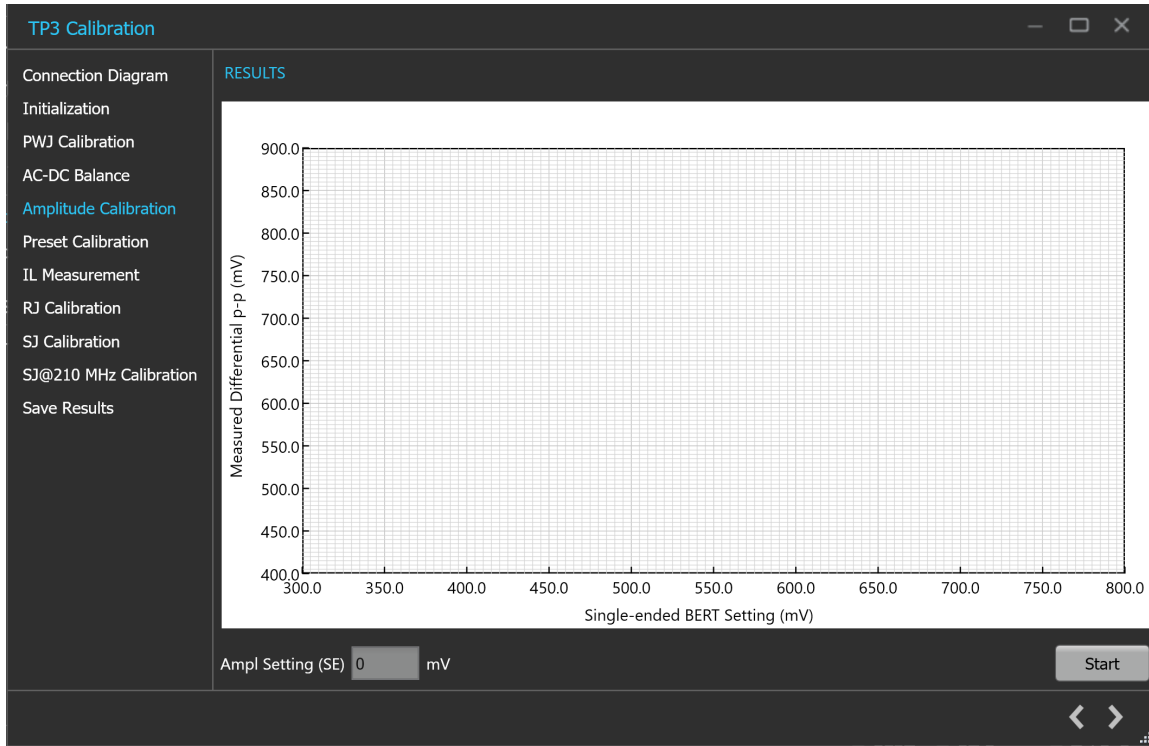 TP3 Calibration
Connection Diagram
Initialization
PWJ Calibration
AC-DC Balance
Amplitude Calibration
Preset Calibration
IL Measurement
RJ Calibration
SJ Calibration
SJ@210 MHz Calibration
Save Results
RESULTS
Measured Differential p-p (mV)
900.0
850.0
800.0
750.0
700.0
650.0
600.0
550.0
500.0
450.0
400.0
300.0 350.0 400.0 450.0 500.0 550.0 600.0 650.0 700.0 750.0 800.0
Single-ended BERT Setting (mV)
Ampl Setting (SE) 0 mV
Start